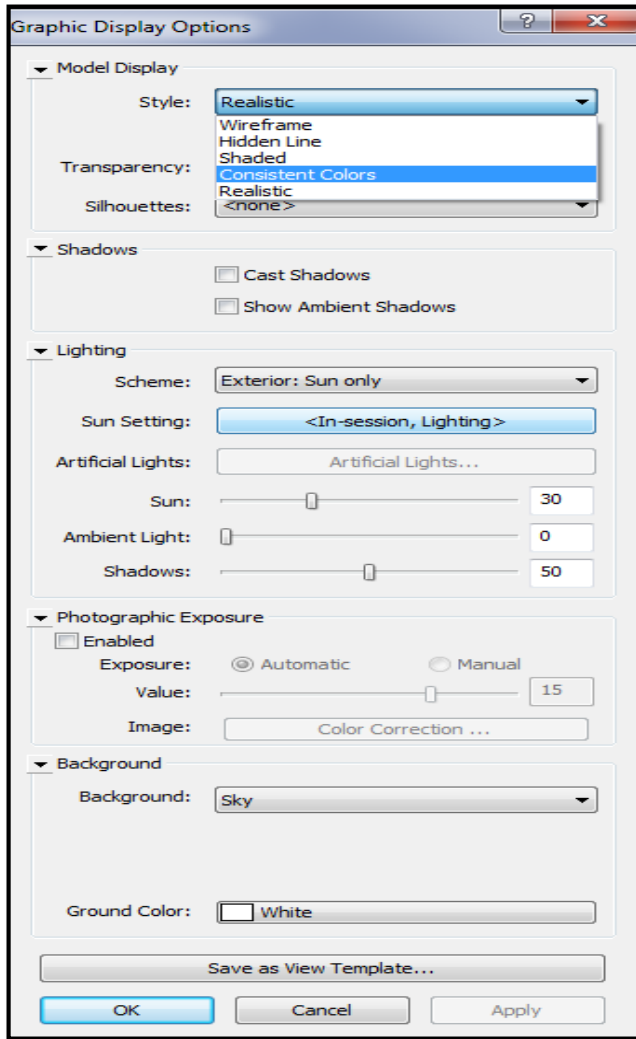 Graphic Display Options
?
Model Display
Style: Realistic
Wireframe
Hidden Line
Shaded
Transparency:
Consistent Colors
Realistic
Silhouettes: <none>
Shadows
Cast Shadows
Show Ambient Shadows
Lighting
Scheme: Exterior: Sun only
Sun Setting: <In-session, Lighting>
Artificial Lights: Artificial Lights...
Sun: 30
Ambient Light: 0
Shadows: 50
Photographic Exposure
Enabled
Exposure: Automatic Manual
Value: 15
Image: Color Correction ...
Background
Background: Sky
Ground Color: White
Save as View Template...
OK Cancel Apply